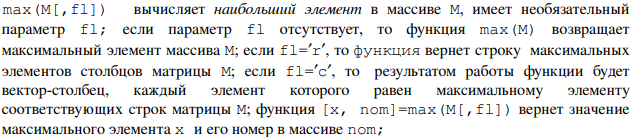 max(M[,fl]) вычисляет наибольший элемент в массиве M, имеет необязательный
параметр fl; если параметр fl отсутствует, то функция max(M) возвращает
максимальный элемент массива M; если fl='r', то функция вернет строку максимальных
элементов столбцов матрицы M; если fl='c', то результатом работы функции будет
вектор-столбец, каждый элемент которого равен максимальному элементу
соответствующих строк матрицы M; функция [x, nom]=max(M[,fl]) вернет значение
максимального элемента x и его номер в массиве nom;